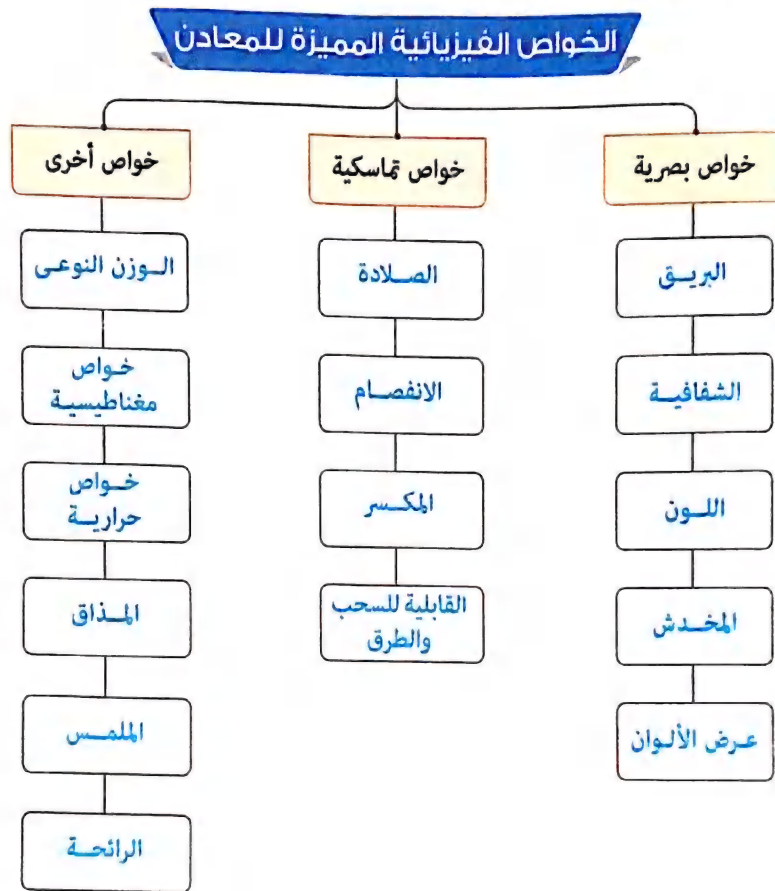 الخواص الفيزيائية المميزة للمعادن
خواص بصرية
البريق
الشفافية
اللون
المخدش
عرض الألوان
خواص تماسكية
الصلادة
الانفصام
المكسر
القابلية للسحب
والطرق
خواص أخرى
الوزن النوعى
خواص
مغناطيسية
خواص
حرارية
المذاق
الملمس
الرائحة